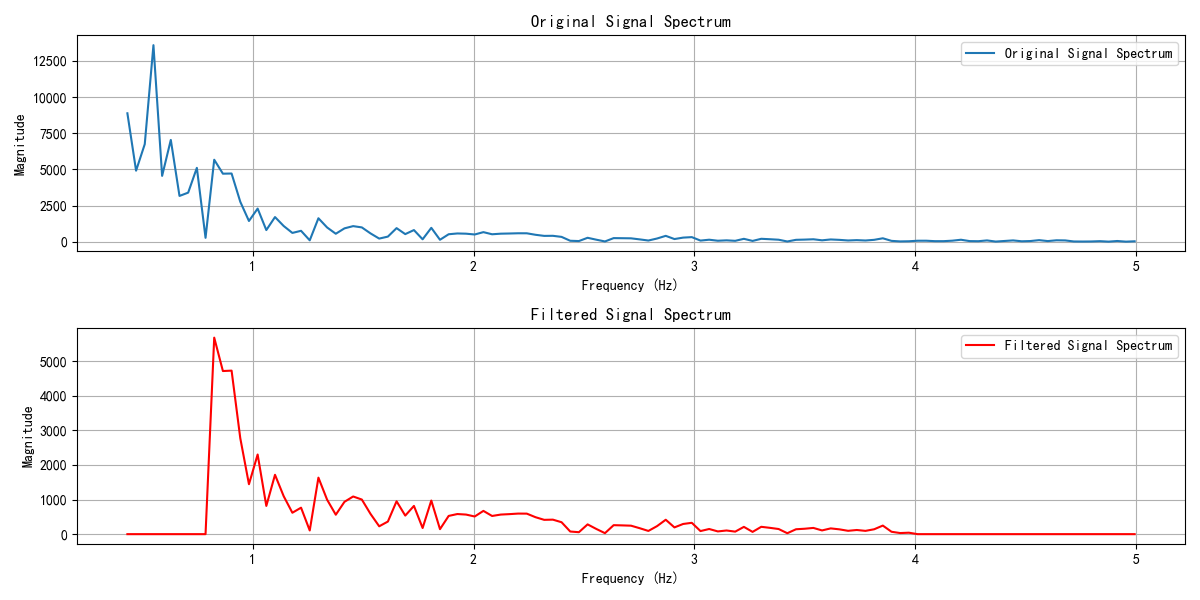 Original Signal Spectrum
Original Signal Spectrum
12500
10000
7500
5000
2500
0
Magnitude
1
2
3
4
5
Frequency (Hz)
Filtered Signal Spectrum
Filtered Signal Spectrum
5000
4000
3000
2000
1000
0
Magnitude
1
2
3
4
5
Frequency (Hz)